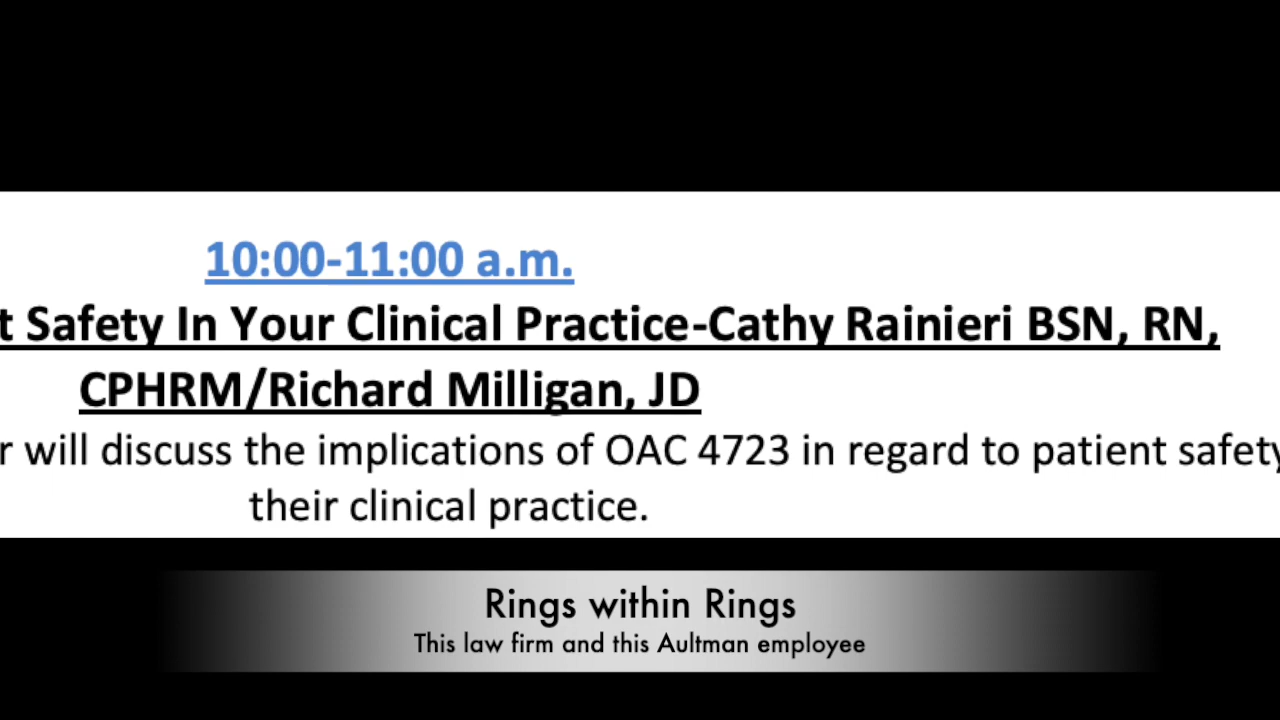 10:00-11:00 a.m.
t Safety In Your Clinical Practice-Cathy Rainieri BSN, RN,
CPHRM/Richard Milligan, JD
r will discuss the implications of OAC 4723 in regard to patient safety
their clinical practice.
Rings within Rings
This law firm and this Aultman employee